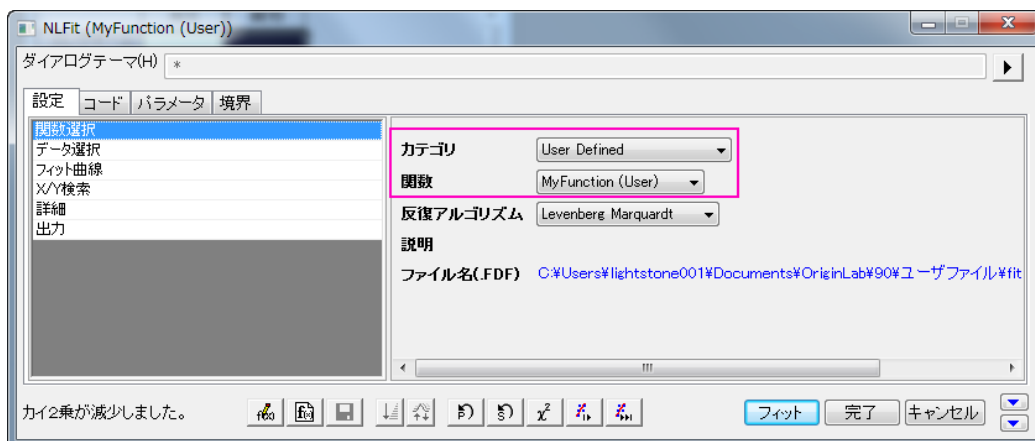 NLFit (MyFunction (User))
ダイアログテーマ(H) *
設定 コード パラメータ 境界
関数選択
データ選択
フィット曲線
X/Y検索
詳細
出力
カテゴリ User Defined
関数 MyFunction (User)
反復アルゴリズム Levenberg Marquardt
説明
ファイル名(.FDF) C:¥Users¥lightstone001¥Documents¥OriginLab¥90¥ユーザファイル¥fit
カイ2乗が減少しました。
フィット 完了 キャンセル